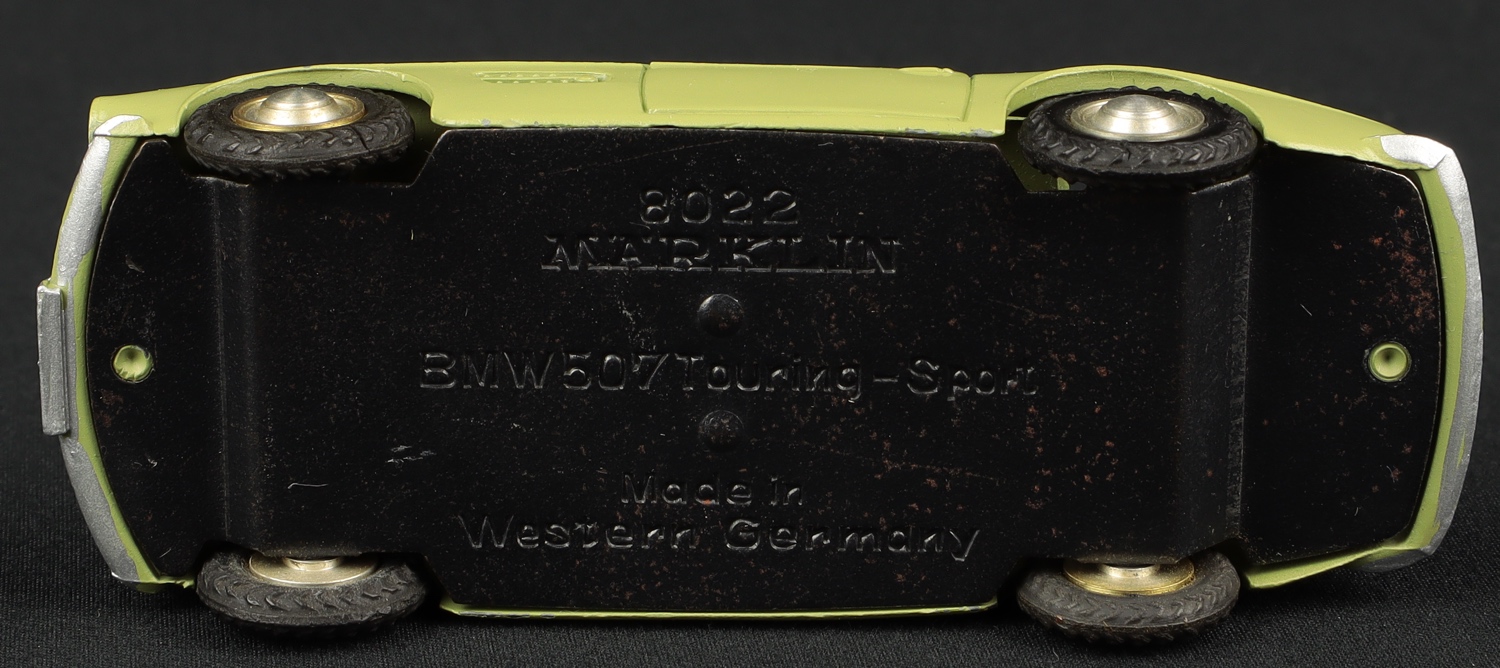 8022
MÄRKLIN
BMW 507 Touring-Sport
Made in
Western Germany